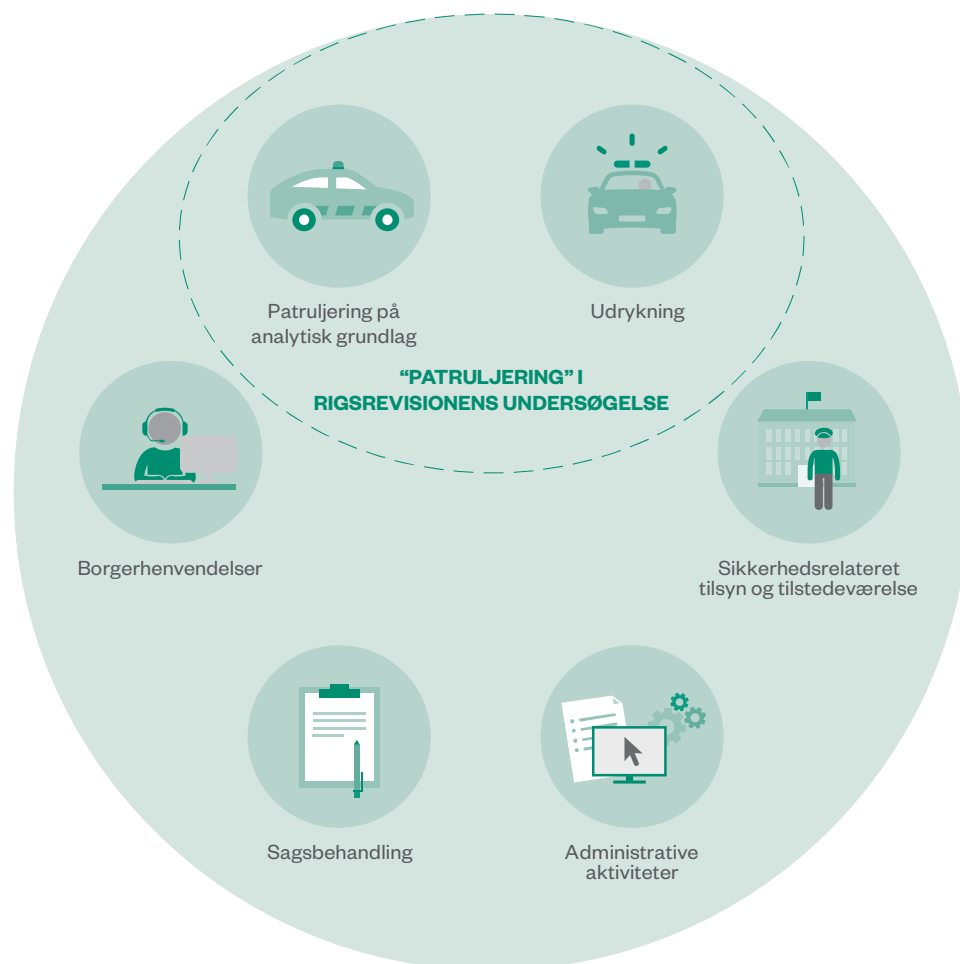 Patruljering på
analytisk grundlag
Udrykning
“PATRULJERING” I
RIGSREVISIONENS UNDERSØGELSE
Borgerhenvendelser
Sikkerhedsrelateret
tilsyn og tilstedeværelse
Sagsbehandling
Administrative
aktiviteter